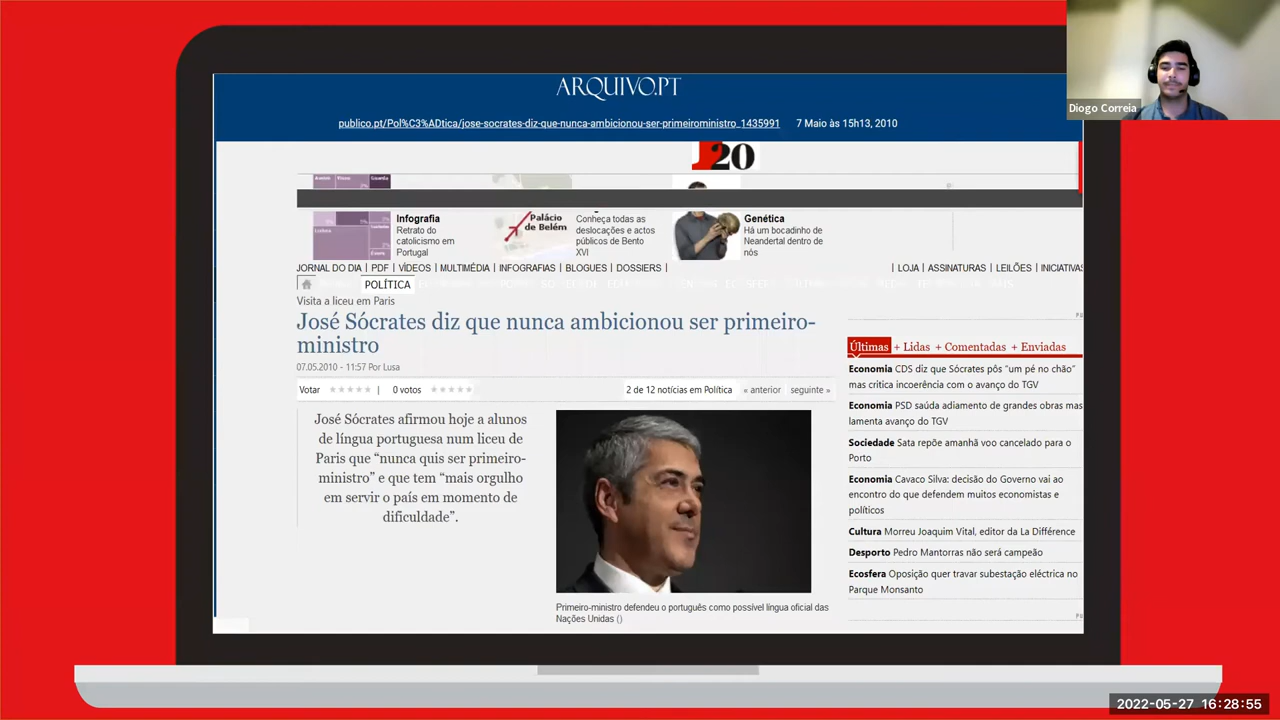 ARQUIVO.PT
publico.pt/Pol%C3%ADtica/jose-socrates-diz-que-nunca-ambicionou-ser-primeirominstro_1435991 7 Maio às 15h13, 2010
Diogo Correia
20
Infografia
Retrato do
catolicismo em
Portugal
Palácio
de Belém
Conheça todas as
deslocações e actos
públicos de Bento
XVI
Genética
Há um bocadinho de
Neandertal dentro de
nós
JORNAL DO DIA | PDF | VÍDEOS | MULTIMÉDIA | INFOGRAFIAS | BLOGUES | DOSSIERS |
| LOJA | ASSINATURAS | LEILÕES | INICIATIVAS
POLÍTICA
Visita a liceu em Paris
José Sócrates diz que nunca ambicionou ser primeiro-
ministro
07.05.2010 - 11:57 Por Lusa
Votar | 0 votos
2 de 12 notícias em Política « anterior seguinte »
José Sócrates afirmou hoje a alunos
de língua portuguesa num liceu de
Paris que “nunca quis ser primeiro-
ministro” e que tem “mais orgulho
em servir o país em momento de
dificuldade”.
Primeiro-ministro defendeu o português como possível língua oficial das
Nações Unidas ()
Últimas + Lidas + Comentadas + Enviadas
Economia CDS diz que Sócrates pôs “um pé no chão”
mas critica incoerência com o avanço do TGV
Economia PSD saúda adiamento de grandes obras mas
lamenta avanço do TGV
Sociedade Sata repõe amanhã voo cancelado para o
Porto
Economia Cavaco Silva: decisão do Governo vai ao
encontro do que defendem muitos economistas e
políticos
Cultura Morreu Joaquim Vital, editor da La Différence
Desporto Pedro Mantorras não será campeão
Ecosfera Oposição quer travar subestação eléctrica no
Parque Monsanto
2022-05-27 16:28:55